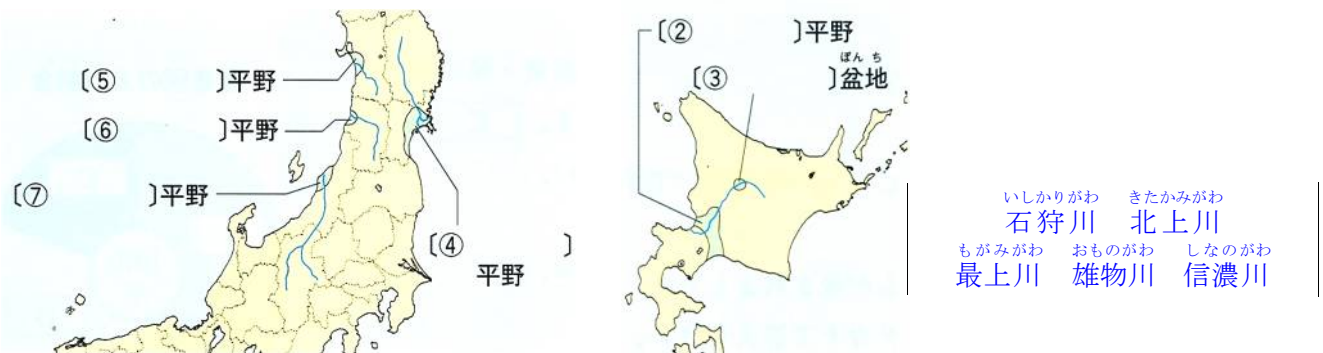 〔⑤ 〕平野
〔⑥ 〕平野
〔⑦ 〕平野
〔④ 〕
平野
〔② 〕平野
ぼんち
〔③ 〕盆地
いしかりがわ きたかみがわ
石狩川 北上川
もがみがわ おものがわ しなのがわ
最上川 雄物川 信濃川